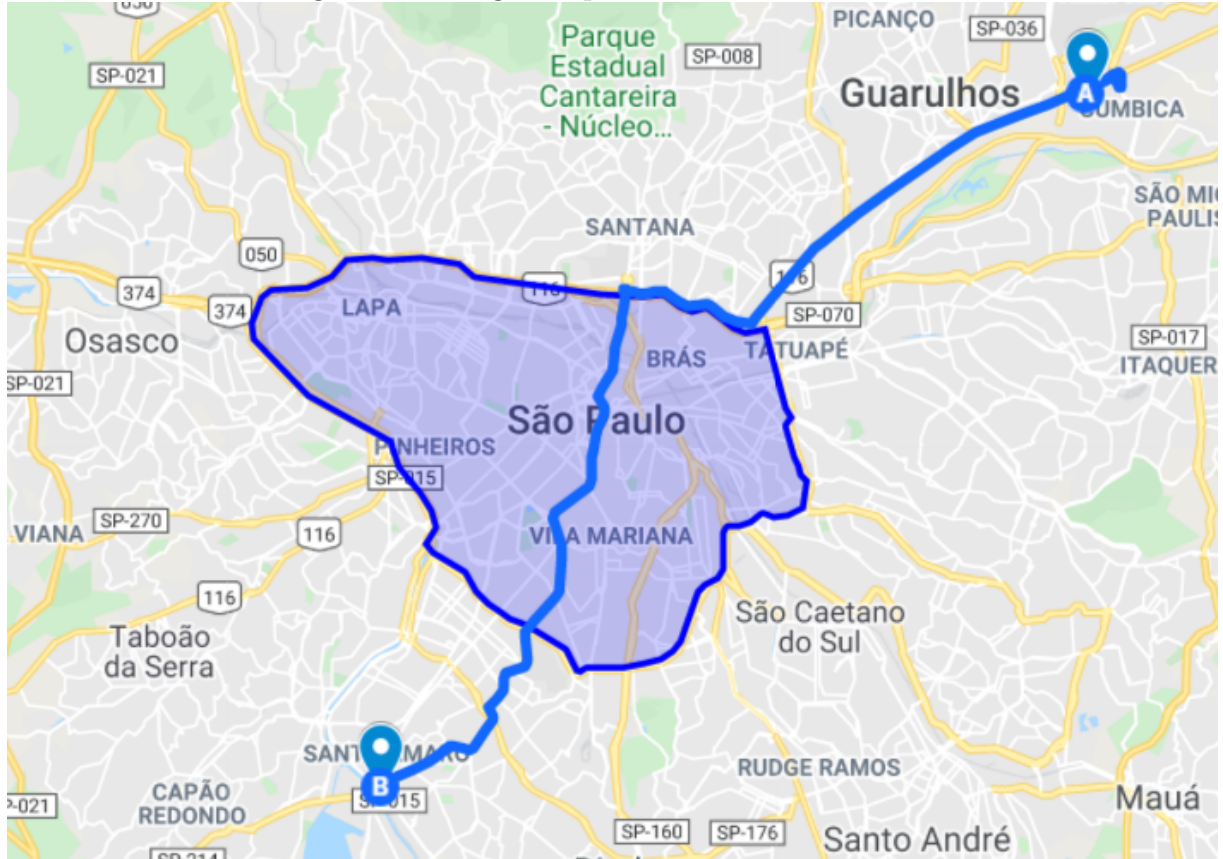 PICANÇO
SP-036
Parque
Estadual
Cantareira
- Núcleo...
SP-008
SP-021
Guarulhos
A
CUMBICA
SÃO MI
PAULIS
SANTANA
050
116
116
374
374
LAPA
SP-070
Osasco
BRÁS
TATUAPÉ
SP-017
ITAQUER
SP-021
São Paulo
PINHEIROS
SP-015
VIANA
SP-270
116
VILA MARIANA
116
São Caetano
do Sul
Taboão
da Serra
SANTO AMARO
B
SP-015
RUDGE RAMOS
CAPÃO
REDONDO
P-021
Mauá
SP-160
SP-176
Santo André
SP-214